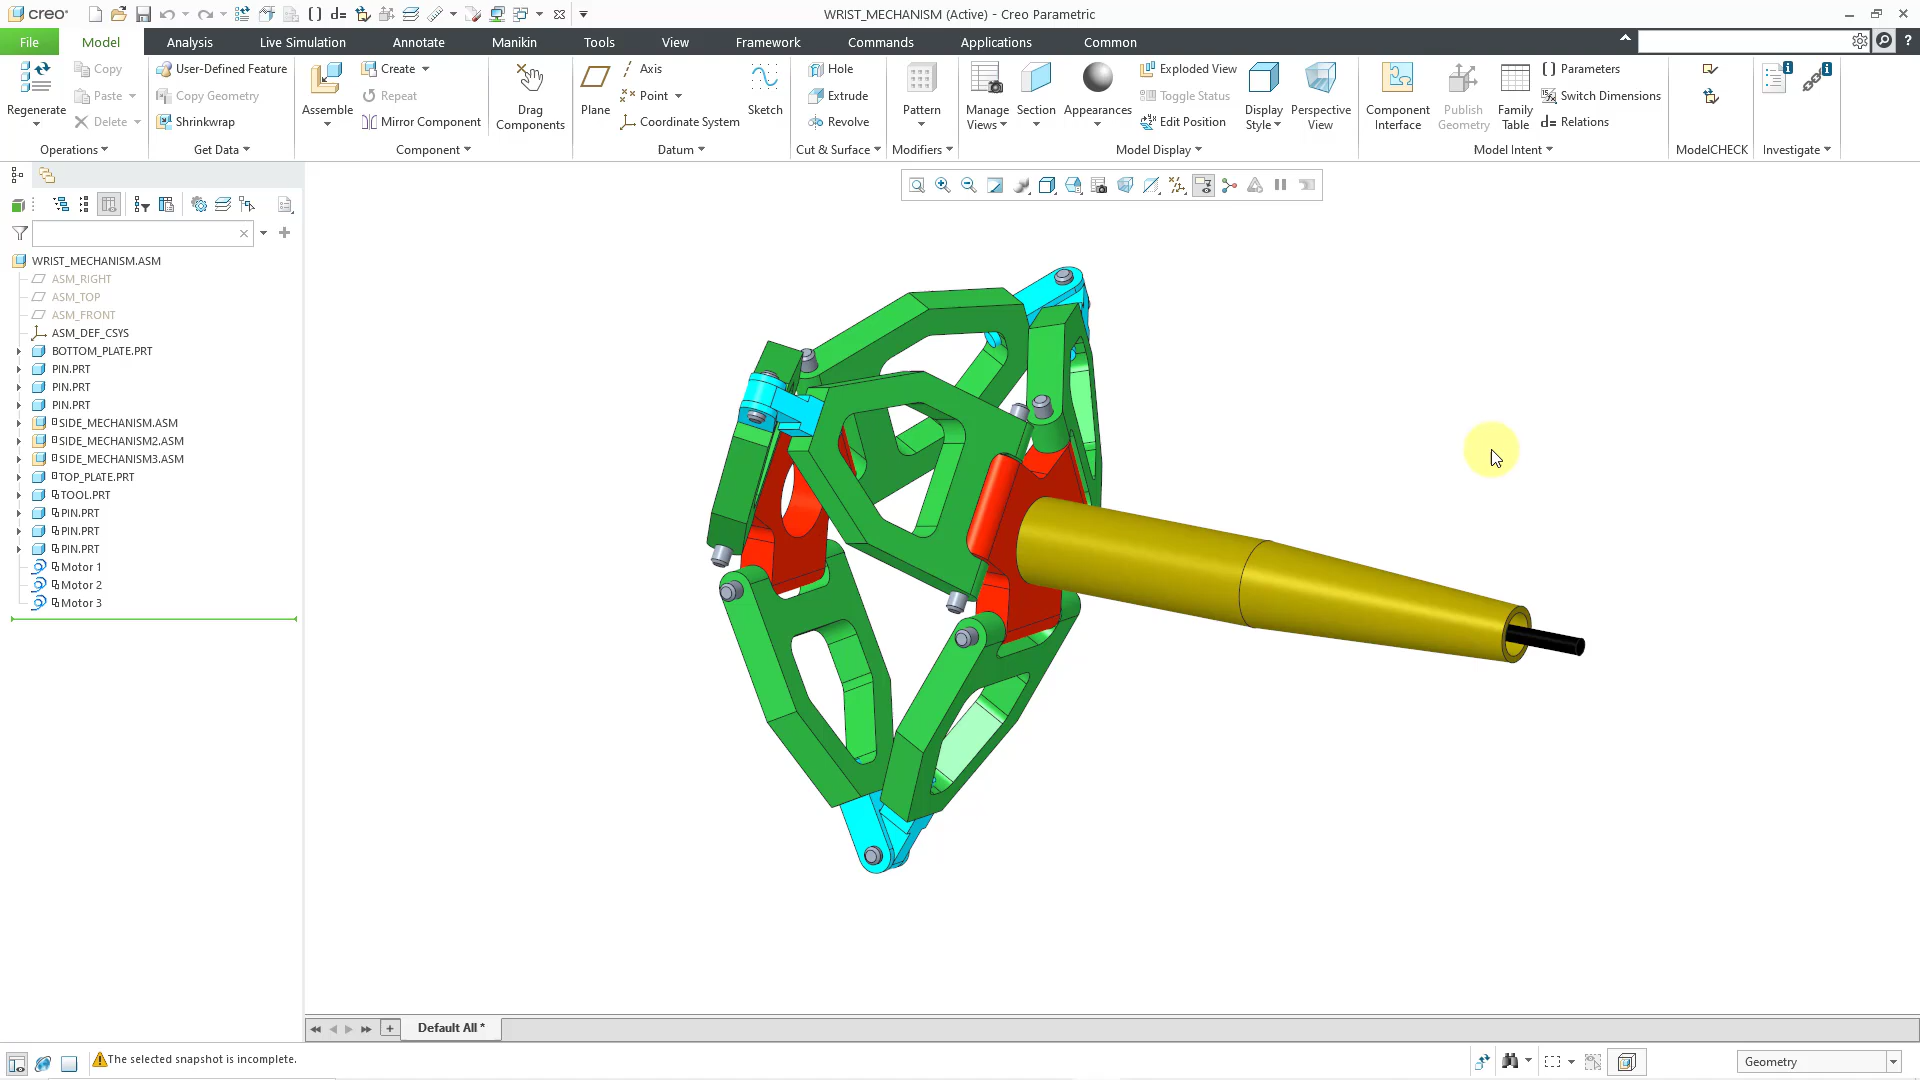 creo
WRIST_MECHANISM (Active) - Creo Parametric
File
Model
Analysis
Live Simulation
Annotate
Manikin
Tools
View
Framework
Commands
Applications
Common
Regenerate
Copy
Paste
Delete
Operations
User-Defined Feature
Copy Geometry
Shrinkwrap
Get Data
Assemble
Create
Repeat
Mirror Component
Component
Drag
Components
Plane
Axis
Point
Coordinate System
Sketch
Datum
Hole
Extrude
Revolve
Cut & Surface
Pattern
Modifiers
Manage
Views
Section
Appearances
Exploded View
Toggle Status
Edit Position
Display
Style
Perspective
View
Model Display
Component
Interface
Publish
Geometry
Family
Table
Parameters
Switch Dimensions
d= Relations
Model Intent
ModelCHECK
Investigate
WRIST_MECHANISM.ASM
ASM_RIGHT
ASM_TOP
ASM_FRONT
ASM_DEF_CSYS
BOTTOM_PLATE.PRT
PIN.PRT
PIN.PRT
PIN.PRT
SIDE_MECHANISM.ASM
SIDE_MECHANISM2.ASM
SIDE_MECHANISM3.ASM
TOP_PLATE.PRT
TOOL.PRT
PIN.PRT
PIN.PRT
PIN.PRT
Motor 1
Motor 2
Motor 3
Default All *
The selected snapshot is incomplete.
Geometry